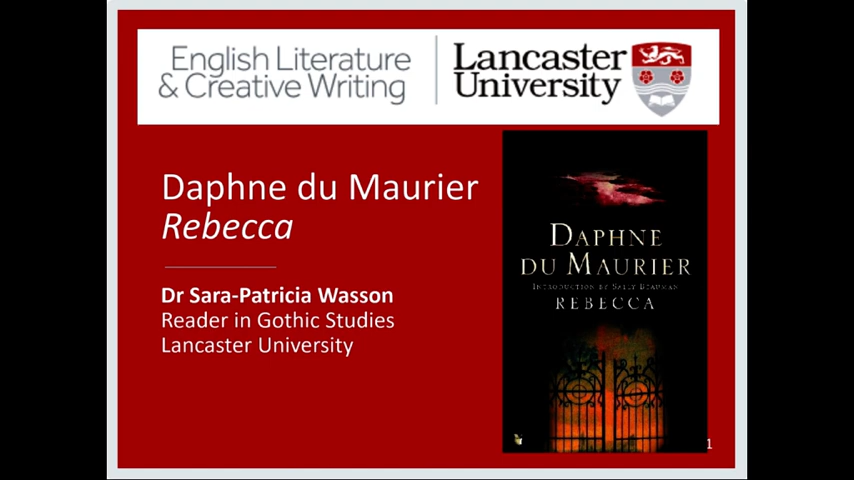 English Literature
& Creative Writing
Lancaster
University
Daphne du Maurier
Rebecca
Dr Sara-Patricia Wasson
Reader in Gothic Studies
Lancaster University
DAPHNE
DU MAURIER
INTRODUCTION BY SALLY BEAUMAN
REBECCA
1